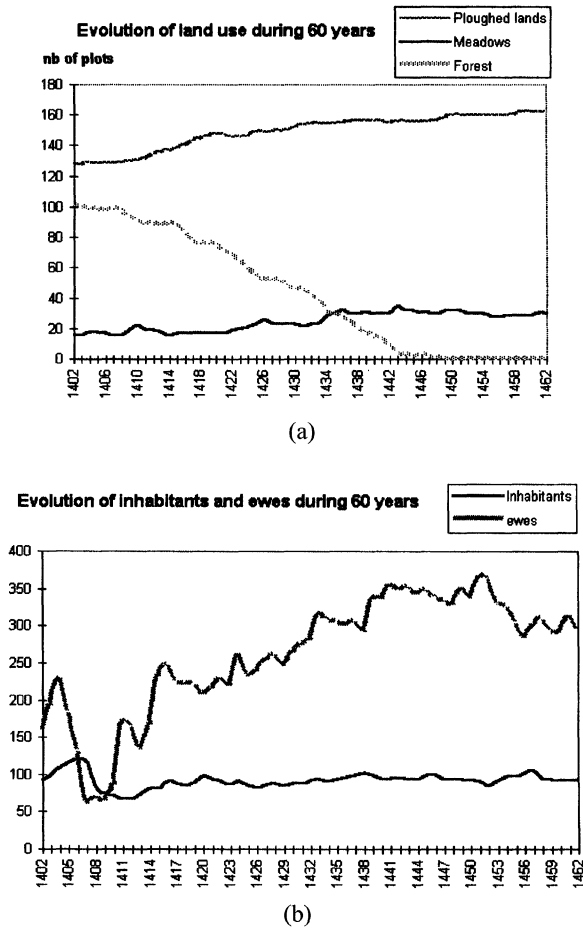 Evolution of land use during 60 years
Ploughed lands
Meadows
Forest
nb of plots
180
160
140
120
100
80
60
40
20
0
1402 1406 1410 1414 1418 1422 1426 1430 1434 1438 1442 1446 1450 1454 1458 1462
(a)
Evolution of inhabitants and ewes during 60 years
Inhabitants
ewes
400
350
300
250
200
150
100
50
0
1402 1405 1408 1411 1414 1417 1420 1423 1426 1429 1432 1435 1438 1441 1444 1447 1450 1453 1456 1459 1462
(b)